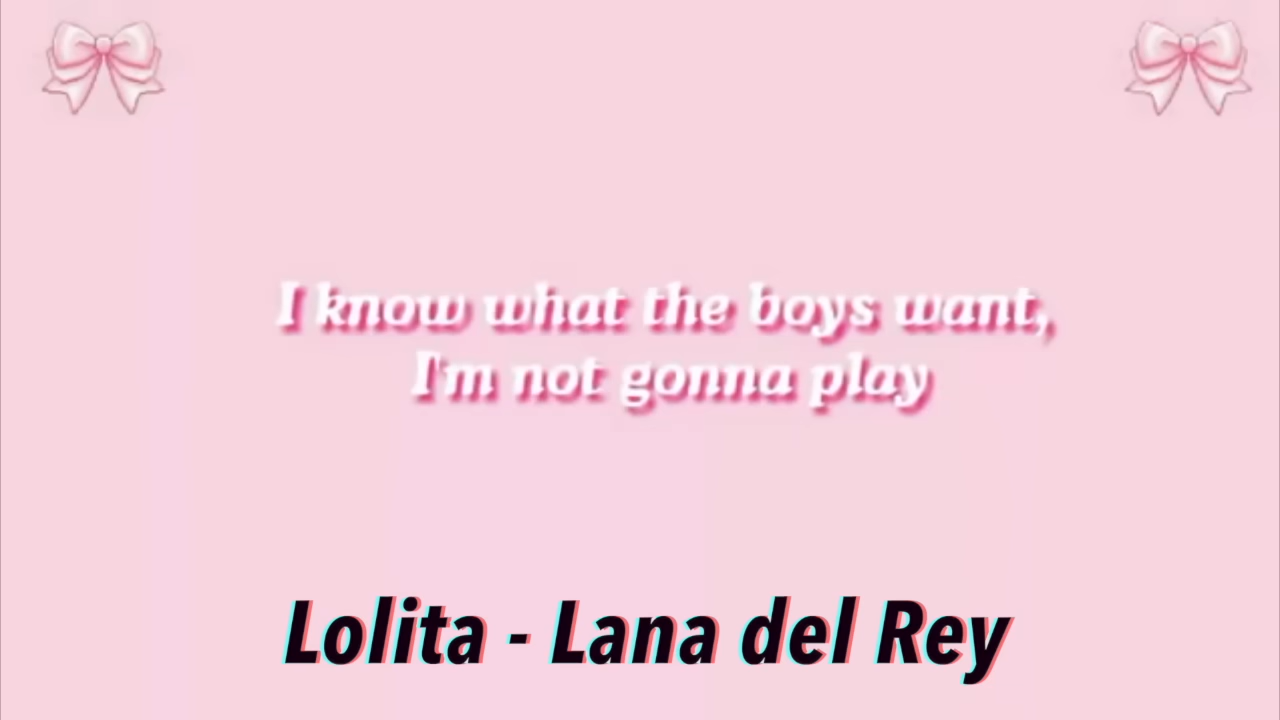 I know what the boys want,
I'm not gonna play
Lolita - Lana del Rey